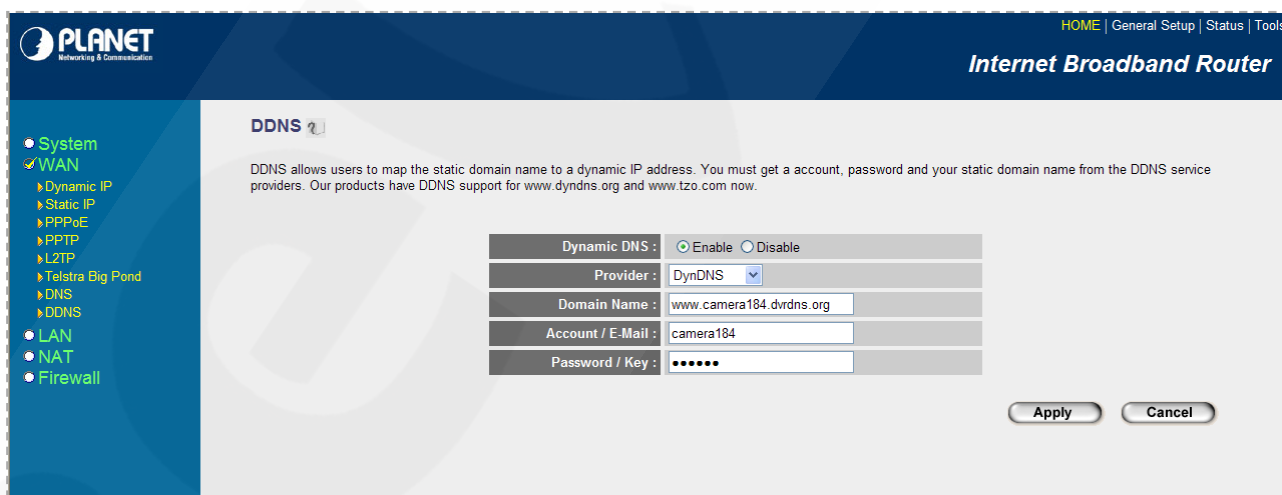 PLANET
Networking & Communication
HOME | General Setup | Status | Tools
Internet Broadband Router
System
WAN
Dynamic IP
Static IP
PPPoE
PPTP
L2TP
Telstra Big Pond
DNS
DDNS
LAN
NAT
Firewall
DDNS
DDNS allows users to map the static domain name to a dynamic IP address. You must get a account, password and your static domain name from the DDNS service
providers. Our products have DDNS support for www.dyndns.org and www.tzo.com now.
Dynamic DNS : Enable Disable
Provider : DynDNS
Domain Name : www.camera184.dvrdns.org
Account / E-Mail : camera184
Password / Key : ••••••
Apply Cancel